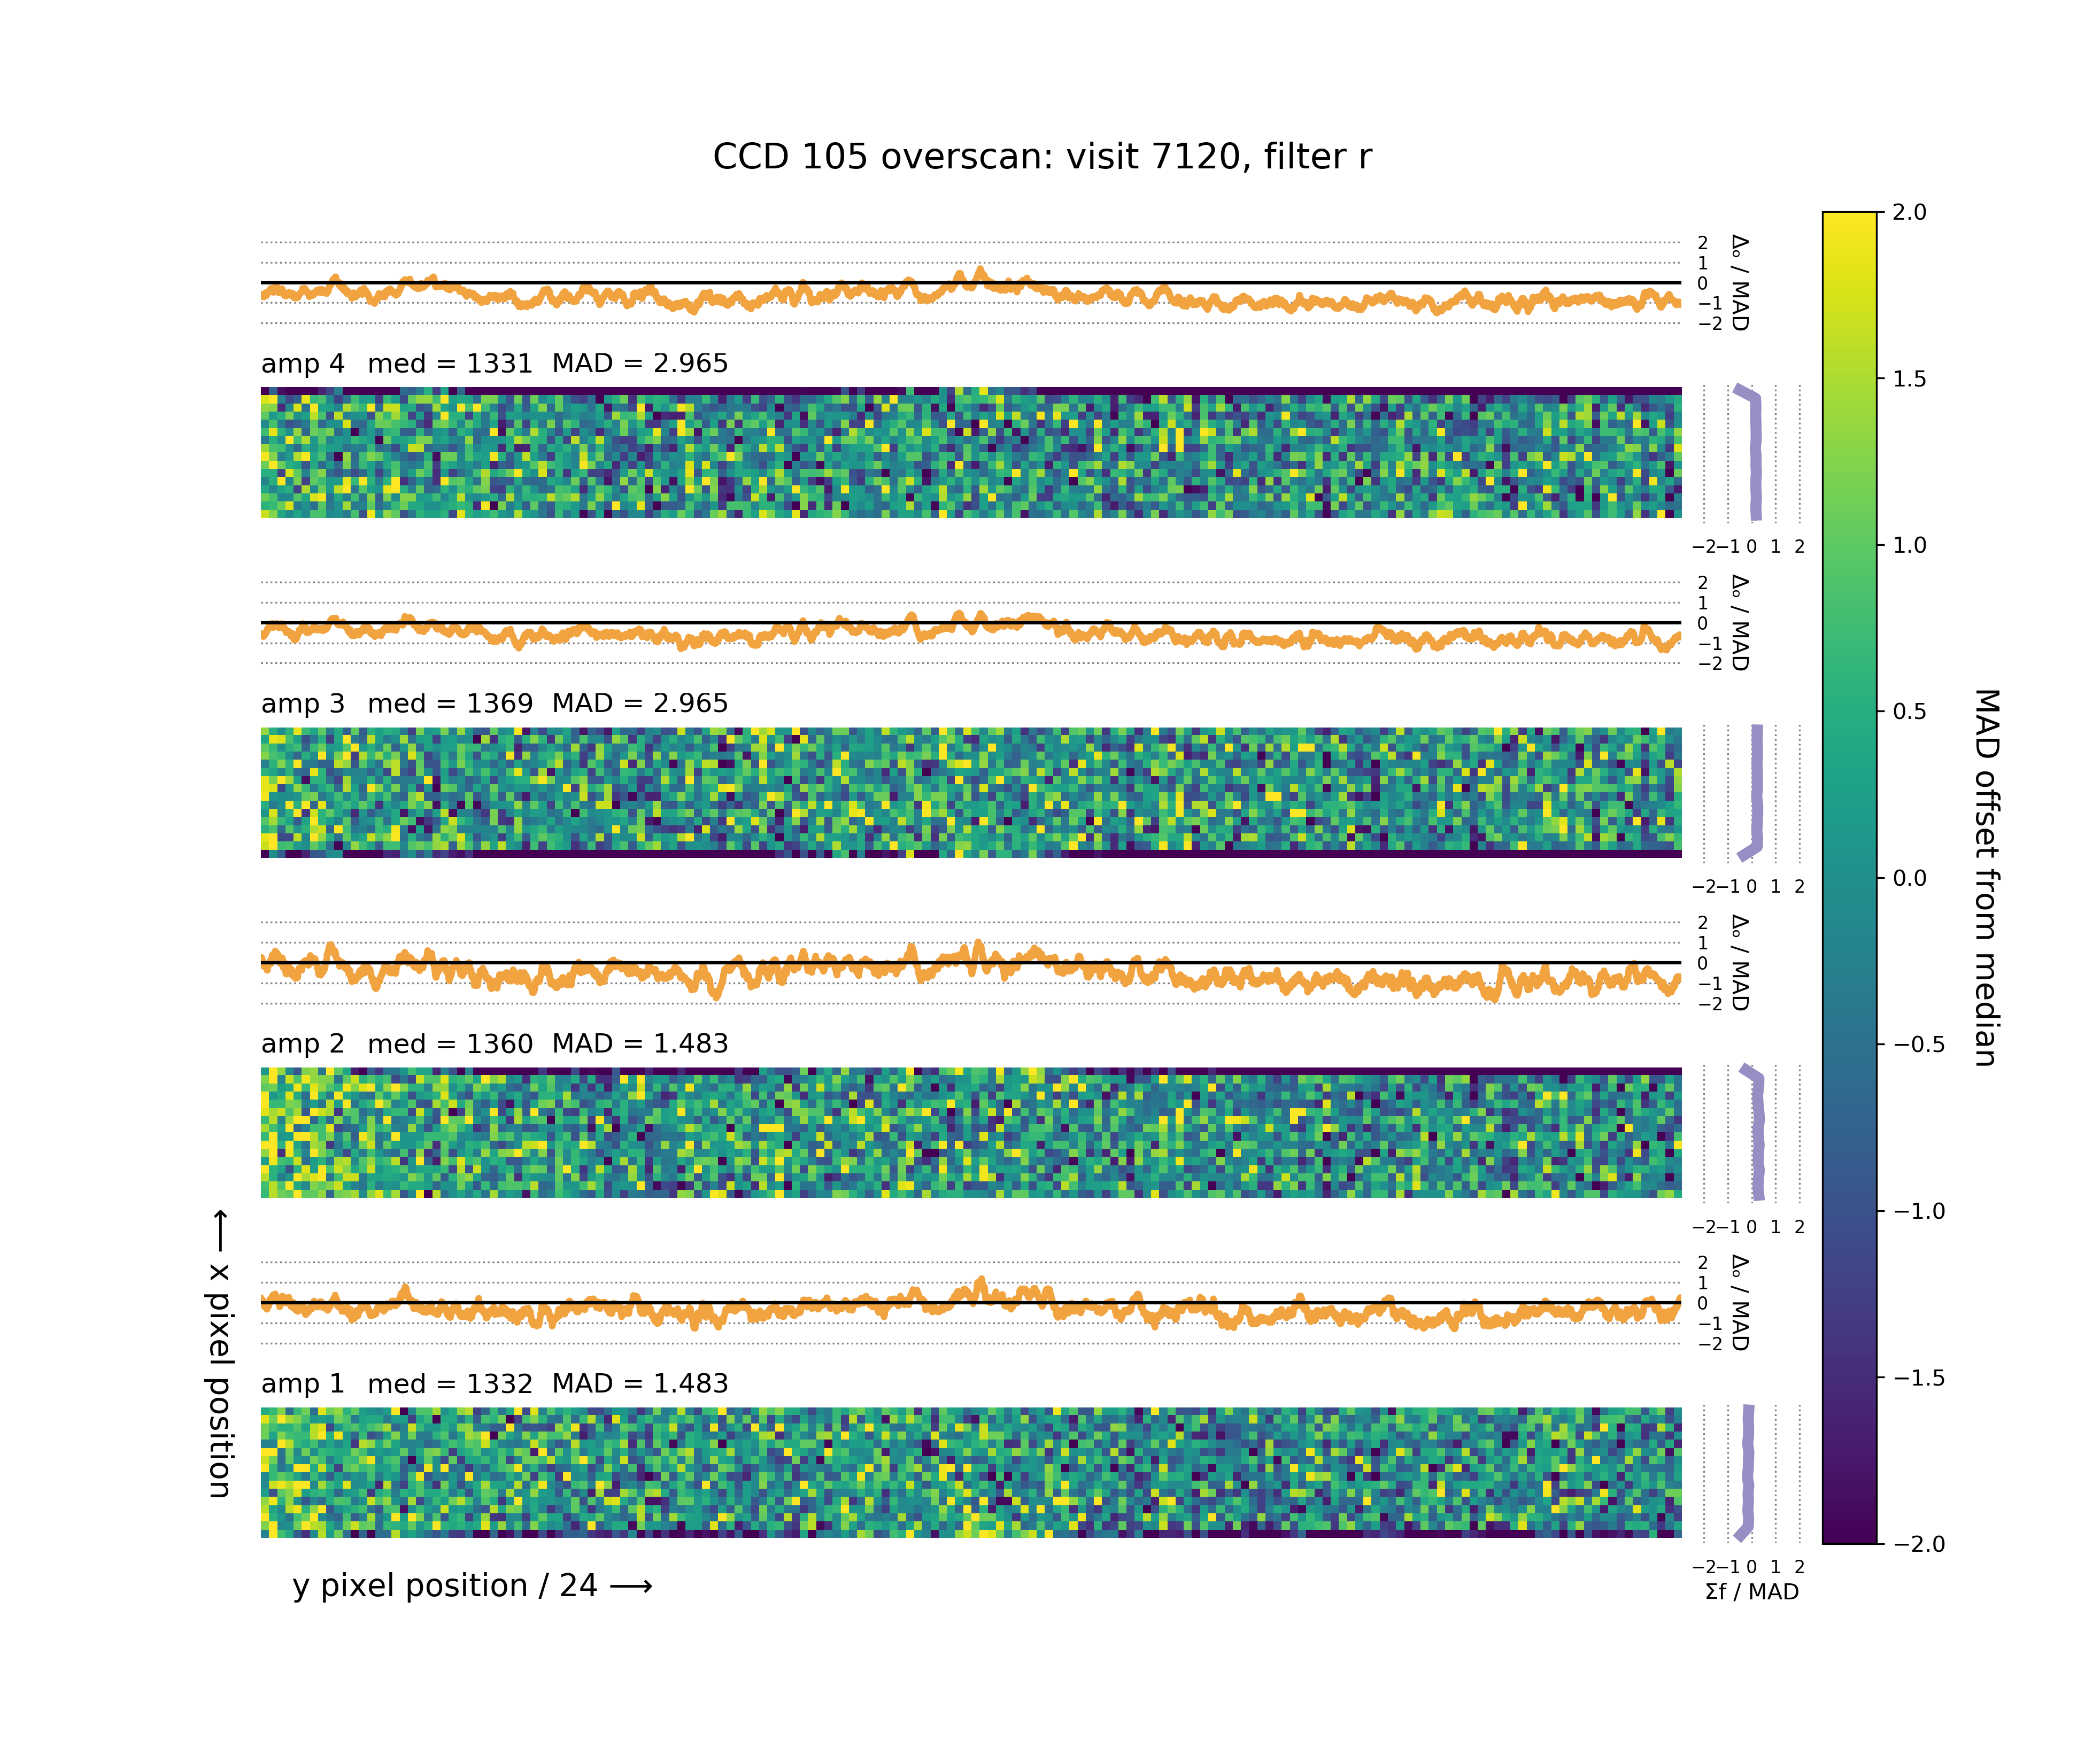 CCD 105 overscan: visit 7120, filter r
2
1
0
−1
−2
Δₒ / MAD
amp 4 med = 1331 MAD = 2.965
−2 −1 0 1 2
2
1
0
−1
−2
Δₒ / MAD
amp 3 med = 1369 MAD = 2.965
−2 −1 0 1 2
2
1
0
−1
−2
Δₒ / MAD
amp 2 med = 1360 MAD = 1.483
−2 −1 0 1 2
2
1
0
−1
−2
Δₒ / MAD
amp 1 med = 1332 MAD = 1.483
−2 −1 0 1 2
Σf / MAD
x pixel position ⟶
y pixel position / 24 ⟶
2.0
1.5
1.0
0.5
0.0
−0.5
−1.0
−1.5
−2.0
MAD offset from median